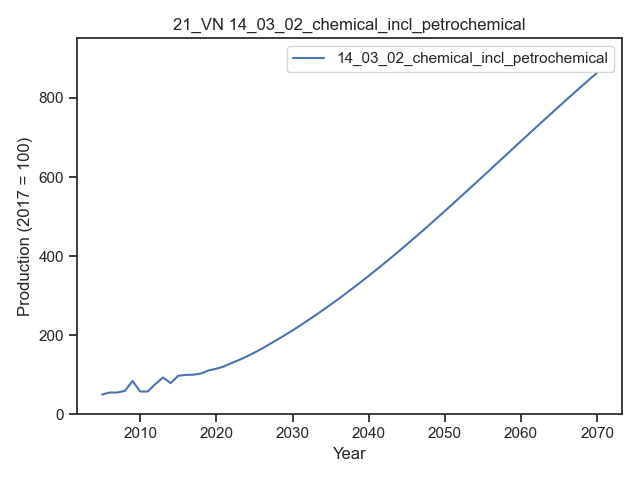 21_VN 14_03_02_chemical_incl_petrochemical
14_03_02_chemical_incl_petrochemical
Production (2017 = 100)
800
600
400
200
0
2010 2020 2030 2040 2050 2060 2070
Year